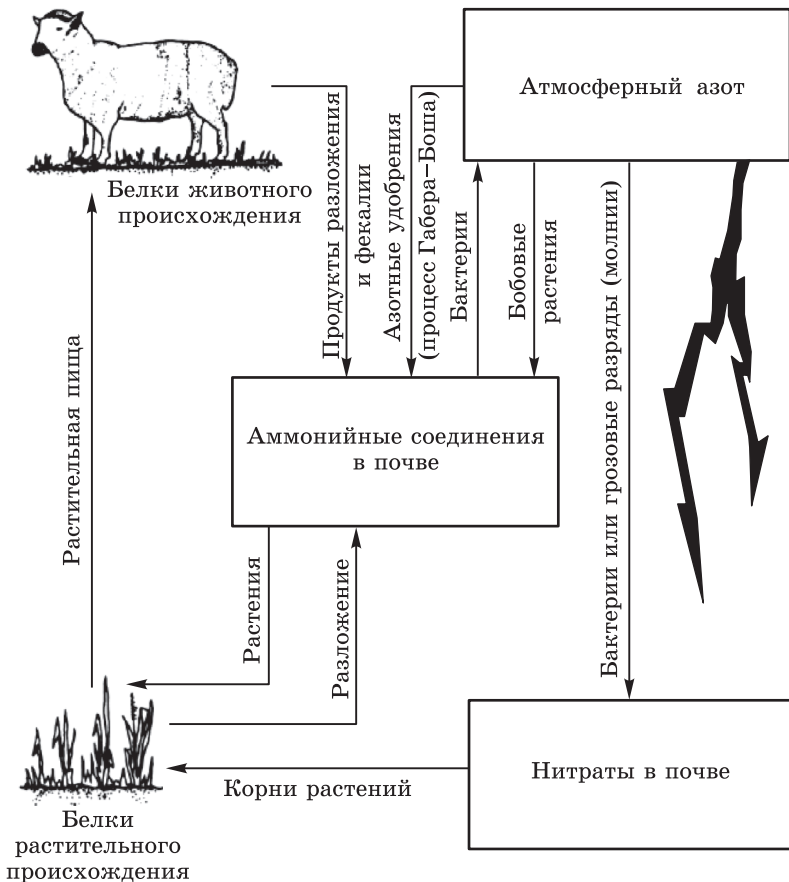 Атмосферный азот
Белки животного
происхождения
Продукты разложения
и фекалии
Азотные удобрения
(процесс Габера–Боша)
Бактерии
Бобовые
растения
Бактерии или грозовые разряды (молнии)
Растительная пища
Аммонийные соединения
в почве
Растения
Разложение
Нитраты в почве
Корни растений
Белки
растительного
происхождения